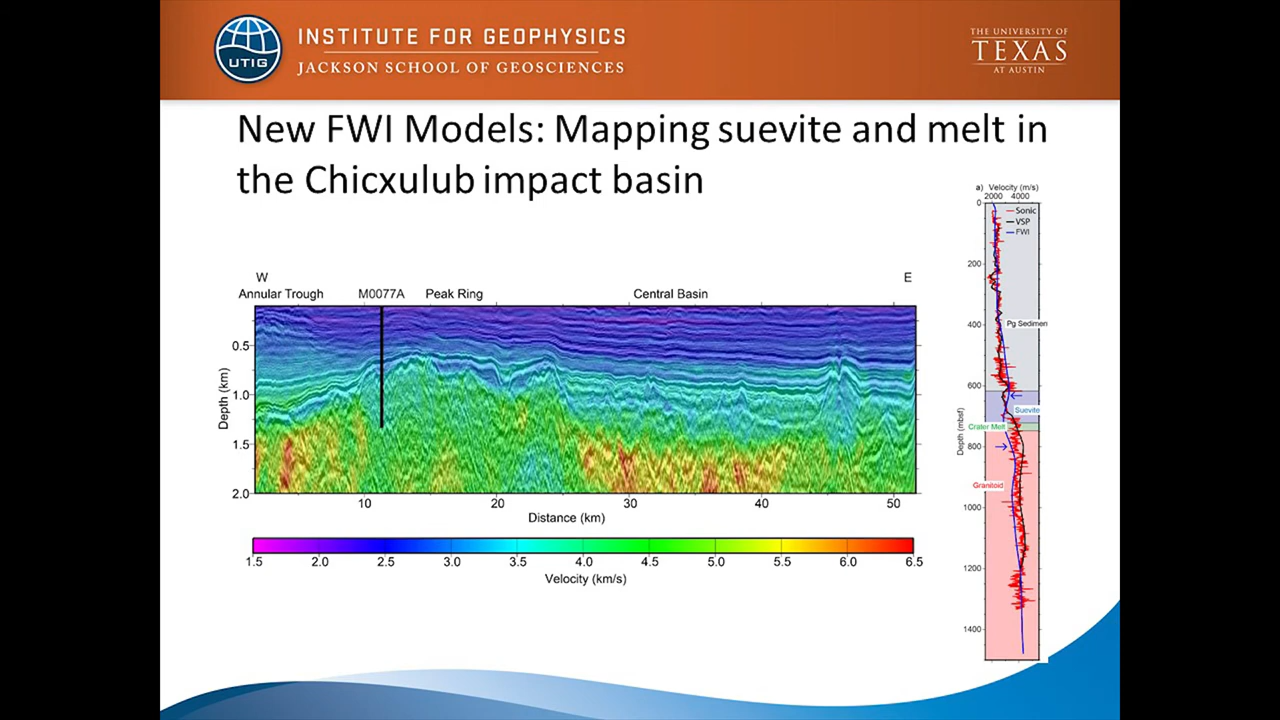 UTIG
INSTITUTE FOR GEOPHYSICS
JACKSON SCHOOL OF GEOSCIENCES
THE UNIVERSITY OF
TEXAS
AT AUSTIN
New FWI Models: Mapping suevite and melt in
the Chicxulub impact basin
W
E
Annular Trough M0077A Peak Ring Central Basin
Depth (km)
0.5
1.0
1.5
2.0
10 20 30 40 50
Distance (km)
1.5 2.0 2.5 3.0 3.5 4.0 4.5 5.0 5.5 6.0 6.5
Velocity (km/s)
a) Velocity (m/s)
2000 4000
0
Sonic
VSP
FWI
200
Pg Sedimen
400
600
Suevite
Crater Melt
Depth (mbsf)
800
Granitoid
1000
1200
1400